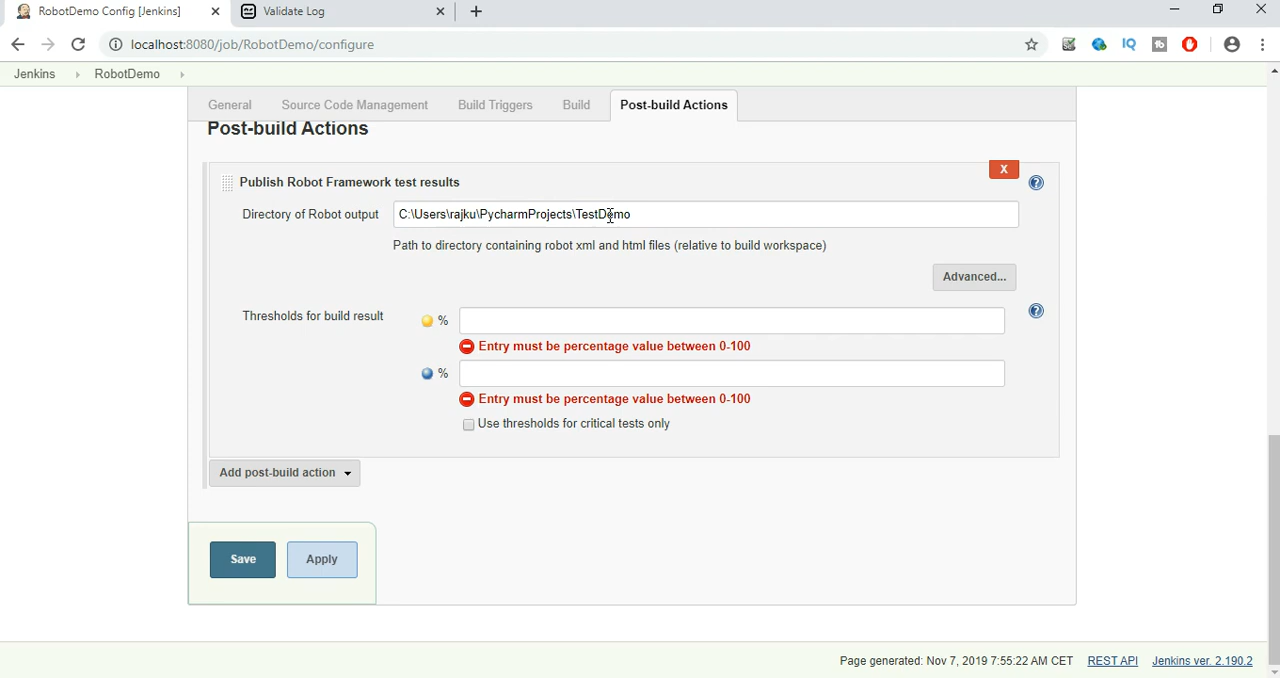 RobotDemo Config [Jenkins]
Validate Log
localhost:8080/job/RobotDemo/configure
Jenkins
RobotDemo
General
Source Code Management
Build Triggers
Build
Post-build Actions
Post-build Actions
X
Publish Robot Framework test results
Directory of Robot output
C:\Users\rajku\PycharmProjects\TestDemo
Path to directory containing robot xml and html files (relative to build workspace)
Advanced...
Thresholds for build result
%
Entry must be percentage value between 0-100
%
Entry must be percentage value between 0-100
Use thresholds for critical tests only
Add post-build action
Save
Apply
Page generated: Nov 7, 2019 7:55:22 AM CET
REST API
Jenkins ver. 2.190.2